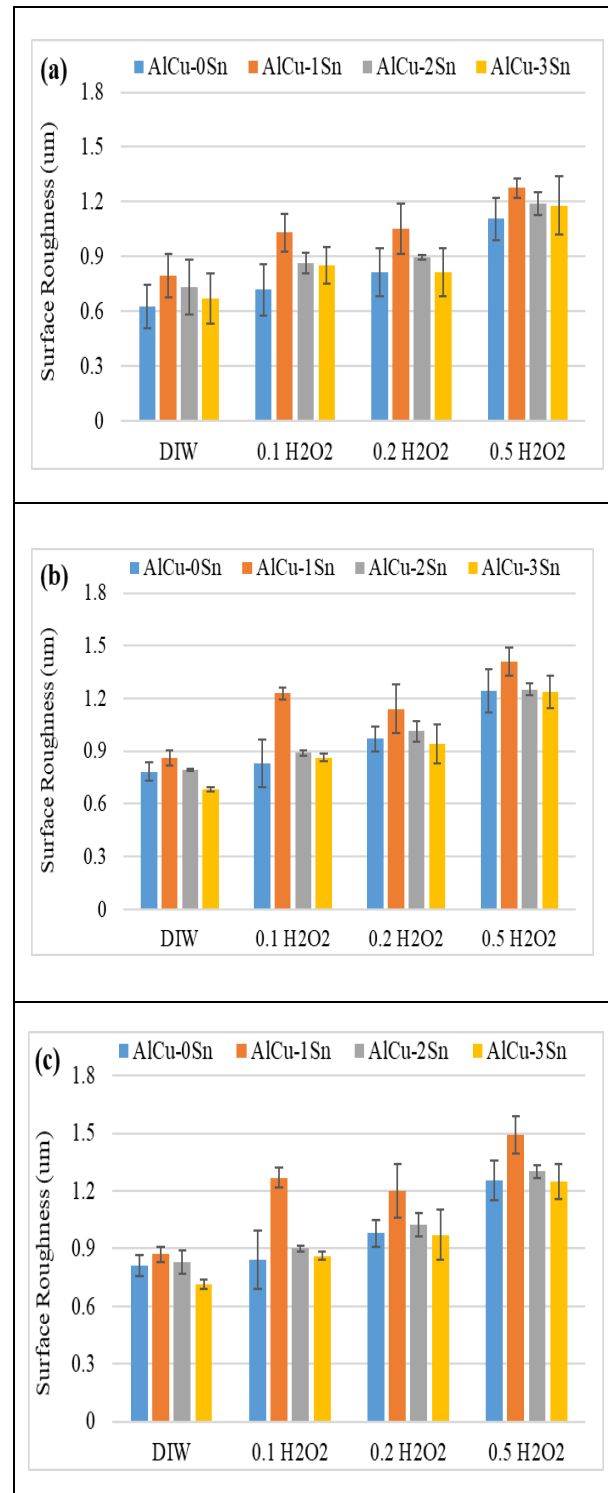 (a)
AlCu-0Sn AlCu-1Sn AlCu-2Sn AlCu-3Sn
Surface Roughness (um)
1.8
1.5
1.2
0.9
0.6
0.3
0
DIW 0.1 H2O2 0.2 H2O2 0.5 H2O2
(b)
AlCu-0Sn AlCu-1Sn AlCu-2Sn AlCu-3Sn
Surface Roughness (um)
1.8
1.5
1.2
0.9
0.6
0.3
0
DIW 0.1 H2O2 0.2 H2O2 0.5 H2O2
(c)
AlCu-0Sn AlCu-1Sn AlCu-2Sn AlCu-3Sn
Surface Roughness (um)
1.8
1.5
1.2
0.9
0.6
0.3
0
DIW 0.1 H2O2 0.2 H2O2 0.5 H2O2